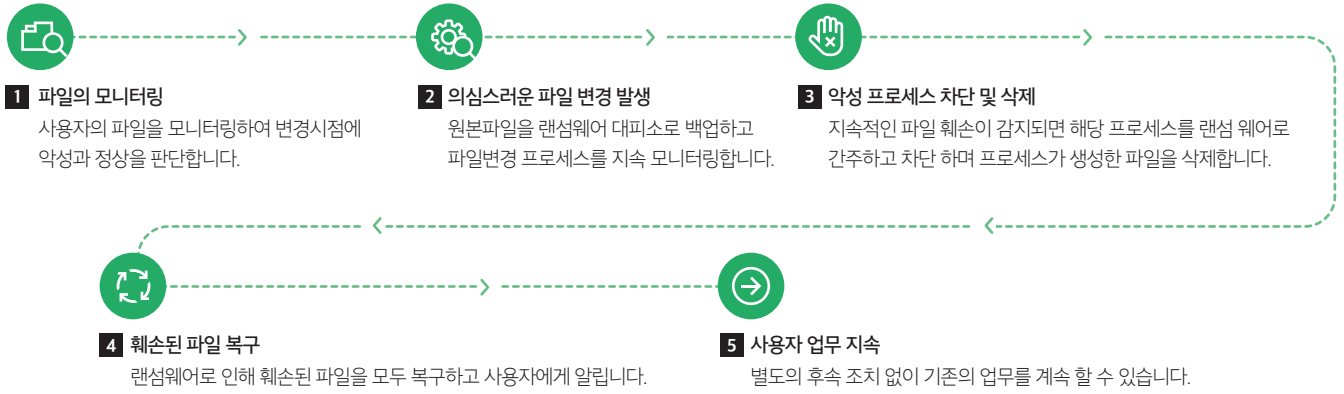 1 파일의 모니터링
사용자의 파일을 모니터링하여 변경시점에
악성과 정상을 판단합니다.
2 의심스러운 파일 변경 발생
원본파일을 랜섬웨어 대피소로 백업하고
파일변경 프로세스를 지속 모니터링합니다.
3 악성 프로세스 차단 및 삭제
지속적인 파일 훼손이 감지되면 해당 프로세스를 랜섬 웨어로
간주하고 차단 하며 프로세스가 생성한 파일을 삭제합니다.
4 훼손된 파일 복구
랜섬웨어로 인해 훼손된 파일을 모두 복구하고 사용자에게 알립니다.
5 사용자 업무 지속
별도의 후속 조치 없이 기존의 업무를 계속 할 수 있습니다.